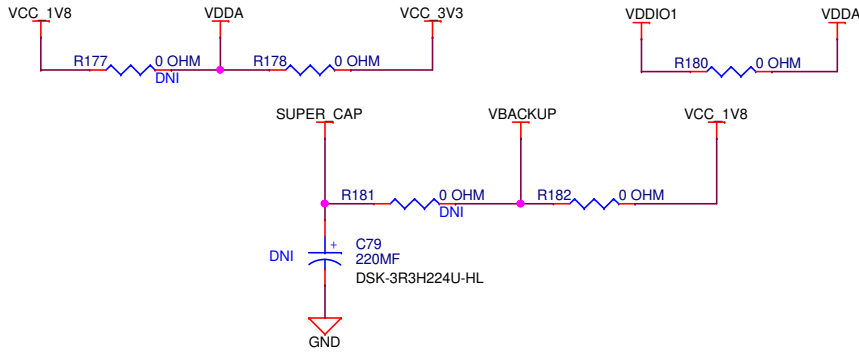 VCC_1V8 VDDA VCC_3V3 VDDIO1 VDDA
R177 0 OHM R178 0 OHM R180 0 OHM
DNI
SUPER_CAP VBACKUP VCC_1V8
R181 0 OHM R182 0 OHM
DNI
+ C79
DNI 220MF
DSK-3R3H224U-HL
GND